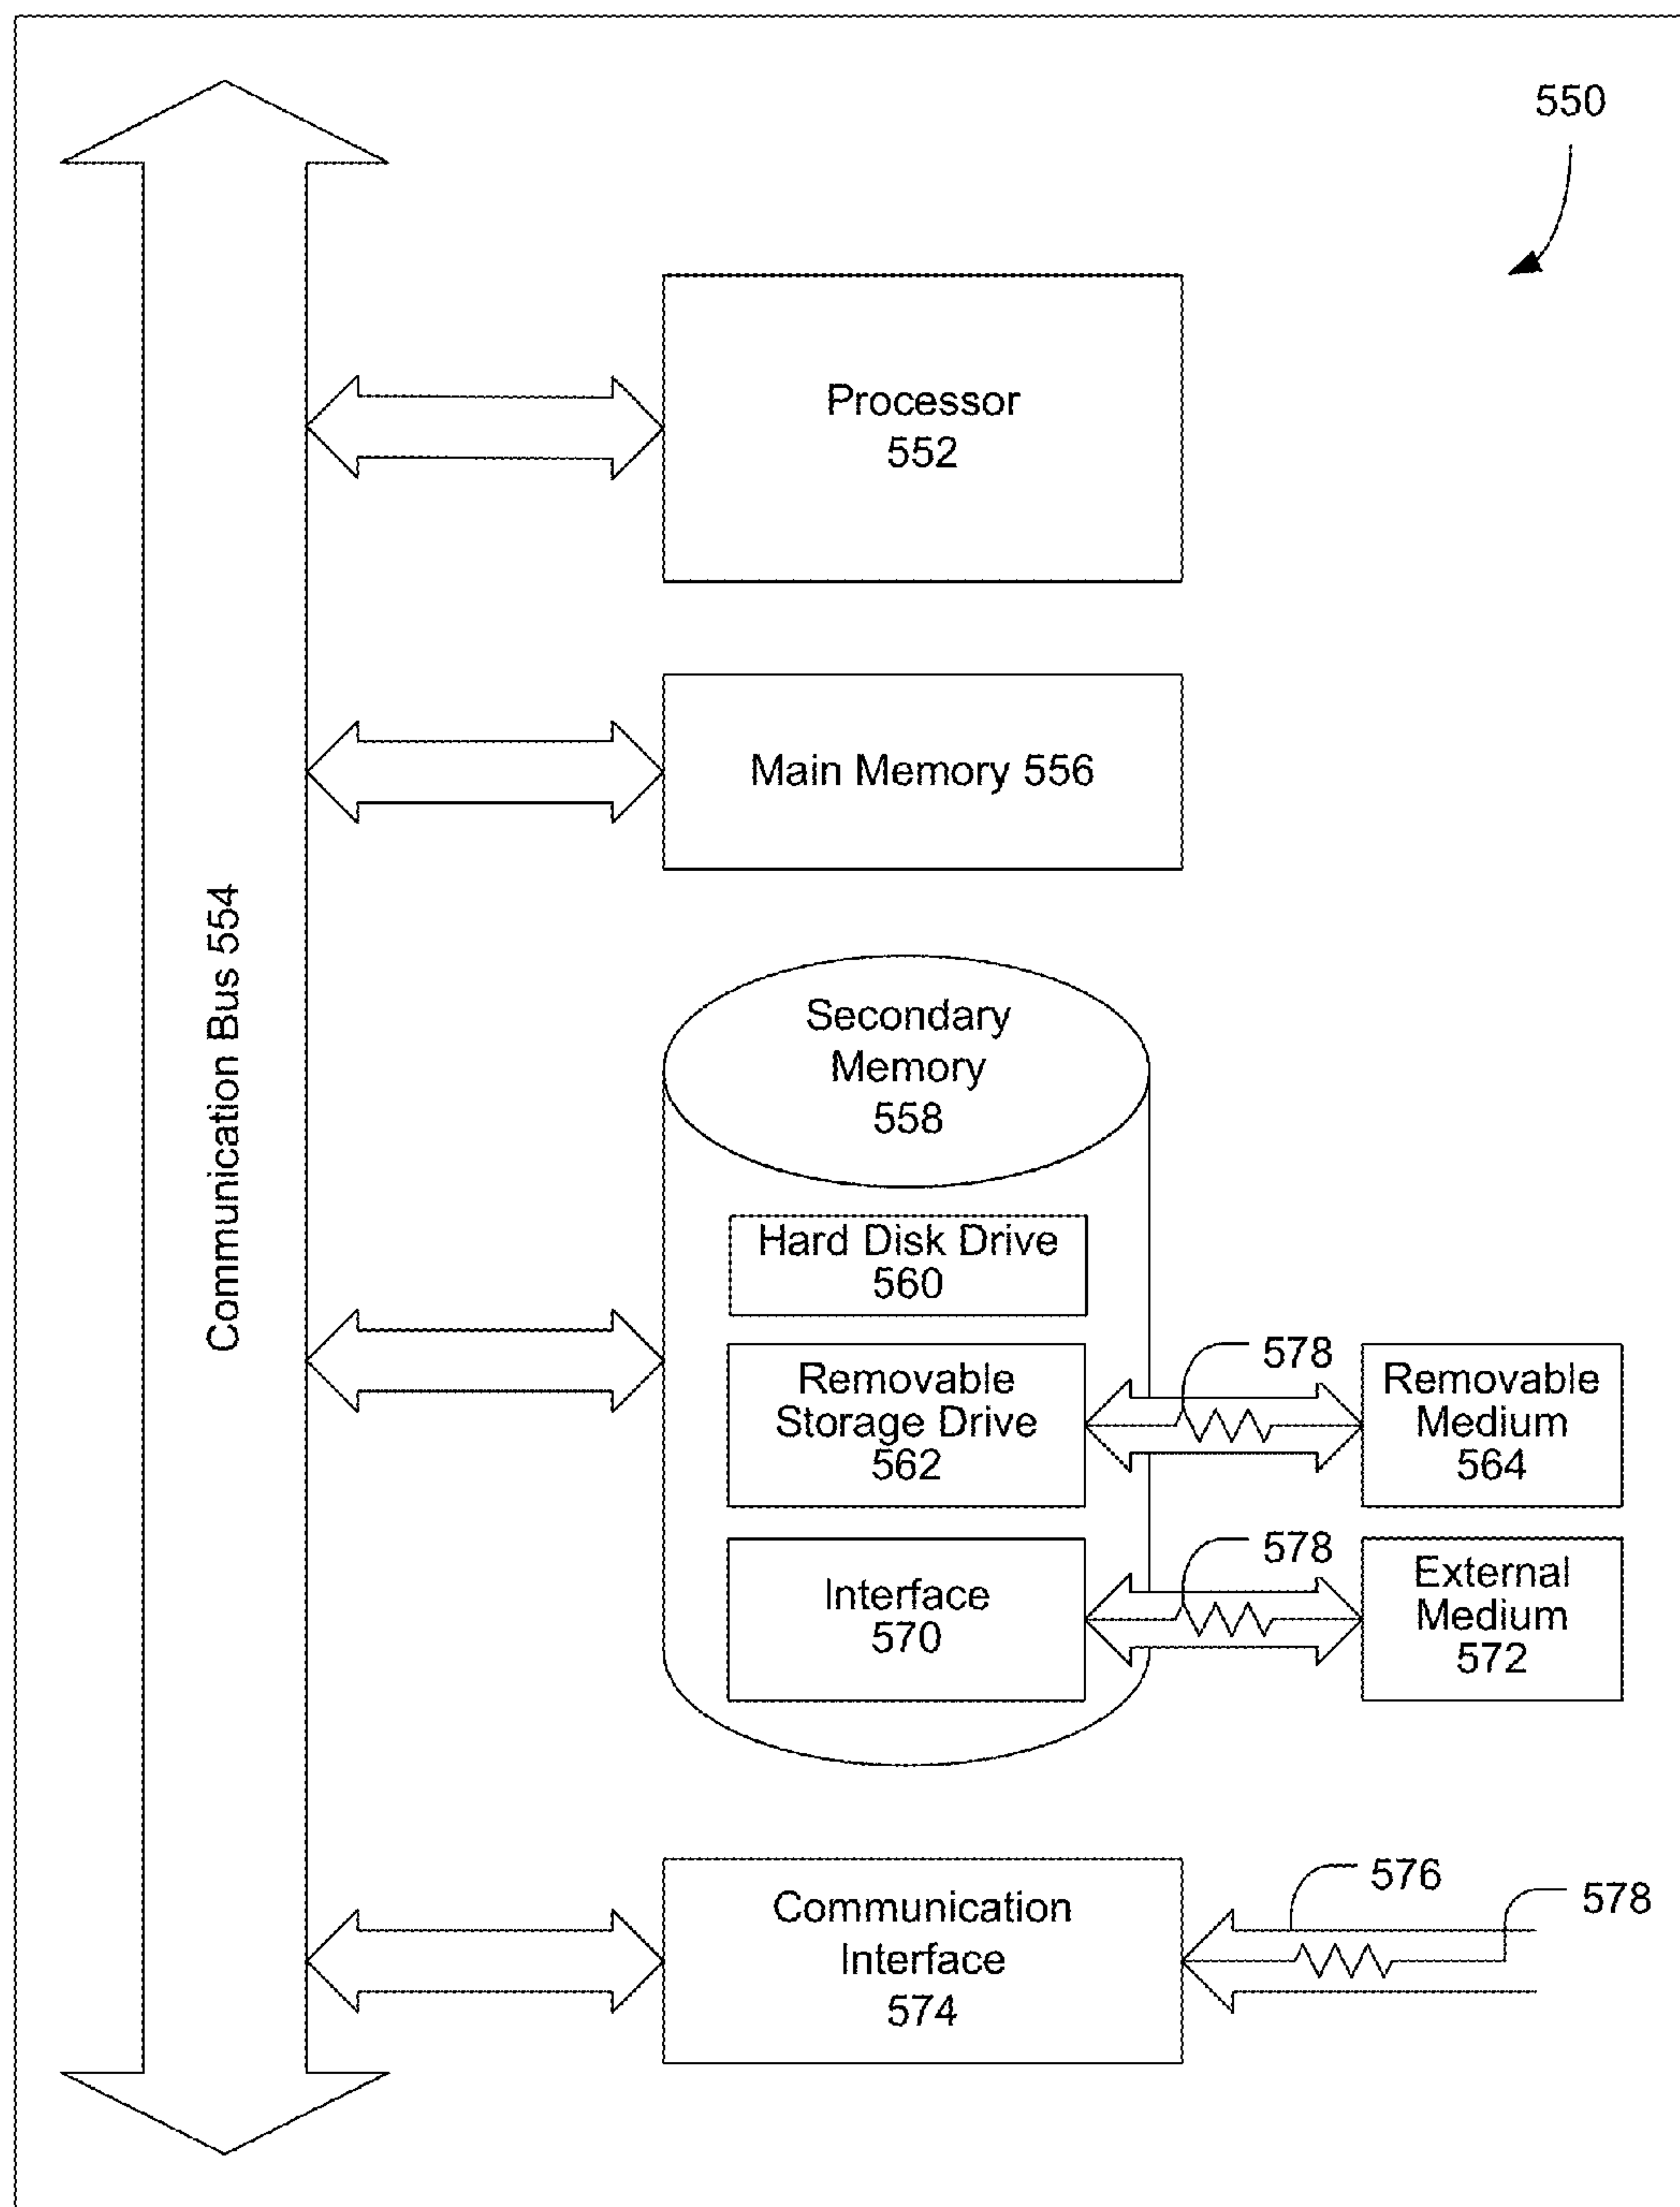 550
Processor
552
Main Memory 556
Communication Bus 554
Secondary
Memory
558
Hard Disk Drive
560
Removable
Storage Drive
562
578
Removable
Medium
564
Interface
570
578
External
Medium
572
Communication
Interface
574
576
578